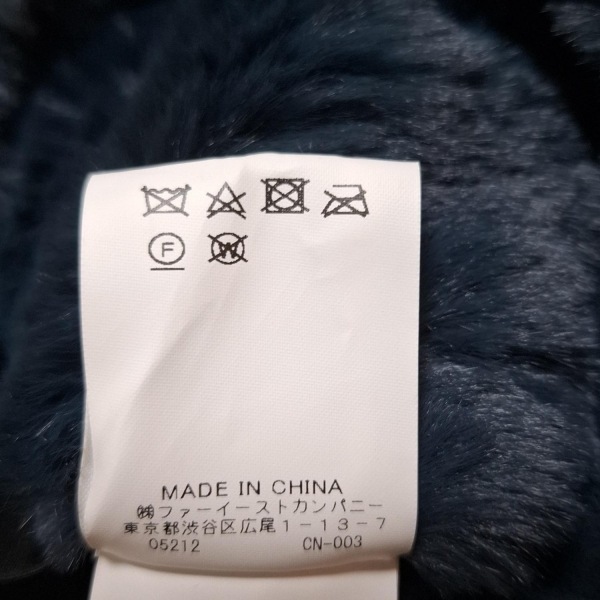 F W
MADE IN CHINA
㈱ファーイーストカンパニー
東京都渋谷区広尾1-13-7
05212 CN-003